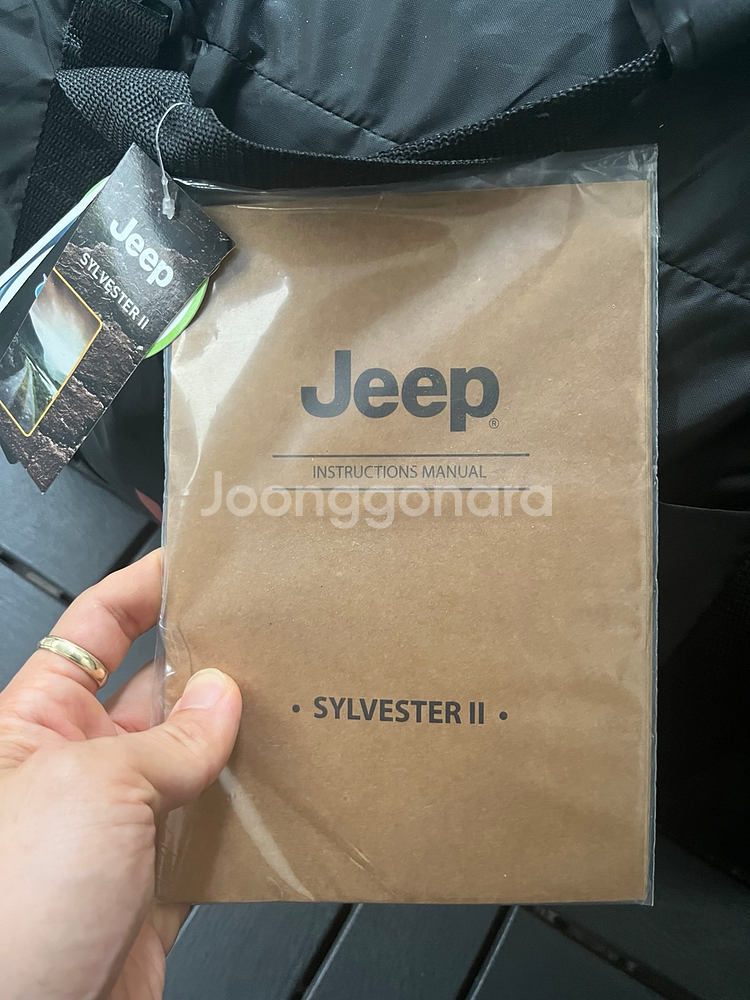 Jeep
SYLVESTER II
Jeep®
INSTRUCTIONS MANUAL
Joonggonara
• SYLVESTER II •